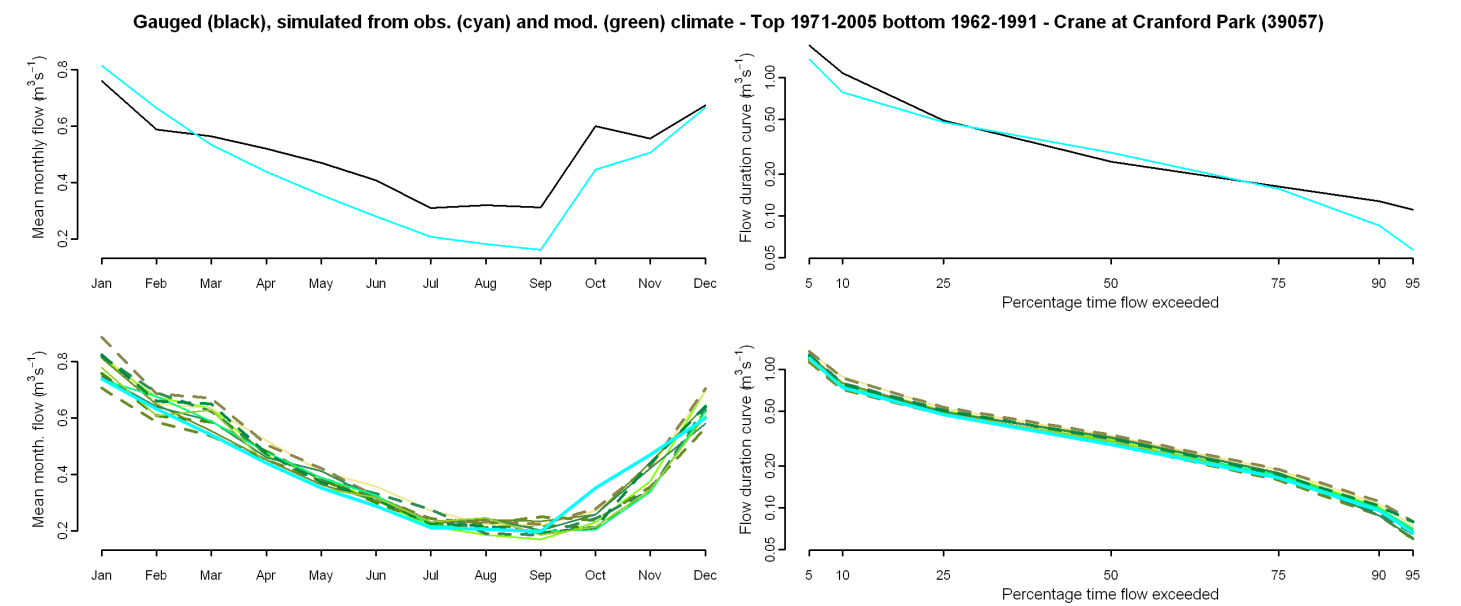 Gauged (black), simulated from obs. (cyan) and mod. (green) climate - Top 1971-2005 bottom 1962-1991 - Crane at Cranford Park (39057)
Mean monthly flow (m³s⁻¹)
0.8
0.6
0.4
0.2
Jan Feb Mar Apr May Jun Jul Aug Sep Oct Nov Dec
Flow duration curve (m³s⁻¹)
1.00
0.50
0.20
0.10
0.05
5 10 25 50 75 90 95
Percentage time flow exceeded
Mean month. flow (m³s⁻¹)
0.8
0.6
0.4
0.2
Jan Feb Mar Apr May Jun Jul Aug Sep Oct Nov Dec
Flow duration curve (m³s⁻¹)
1.00
0.50
0.20
0.10
0.05
5 10 25 50 75 90 95
Percentage time flow exceeded